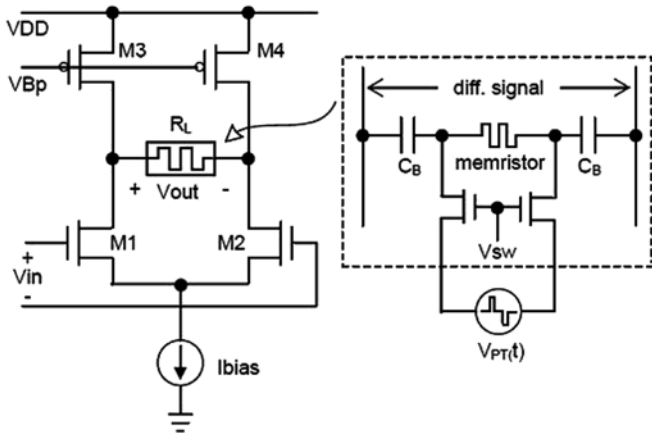 VDD
M3
M4
VBp
RL
+ Vout -
M1
M2
+
Vin
-
Ibias
diff. signal
CB
memristor
CB
Vsw
VPT(t)